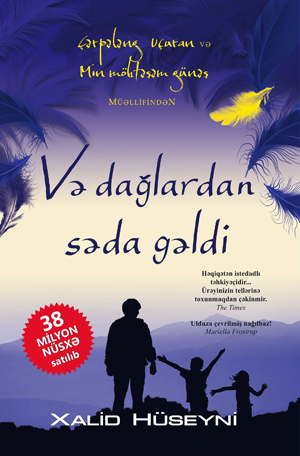 Çərpələng uçuran və
Min möhtəşəm günəş
MÜƏLLİFİNDƏN
Və dağlardan
səda gəldi
Həqiqətən istedadlı
təhkiyəçidir...
Ürəyinizin tellərinə
toxunmaqdan çəkinmir.
The Times
Ulduza çevrilmiş nağılbaz!
Mariella Frostrup
38
MİLYON
NÜSXƏ
satılıb
XALİD HÜSEYNİ